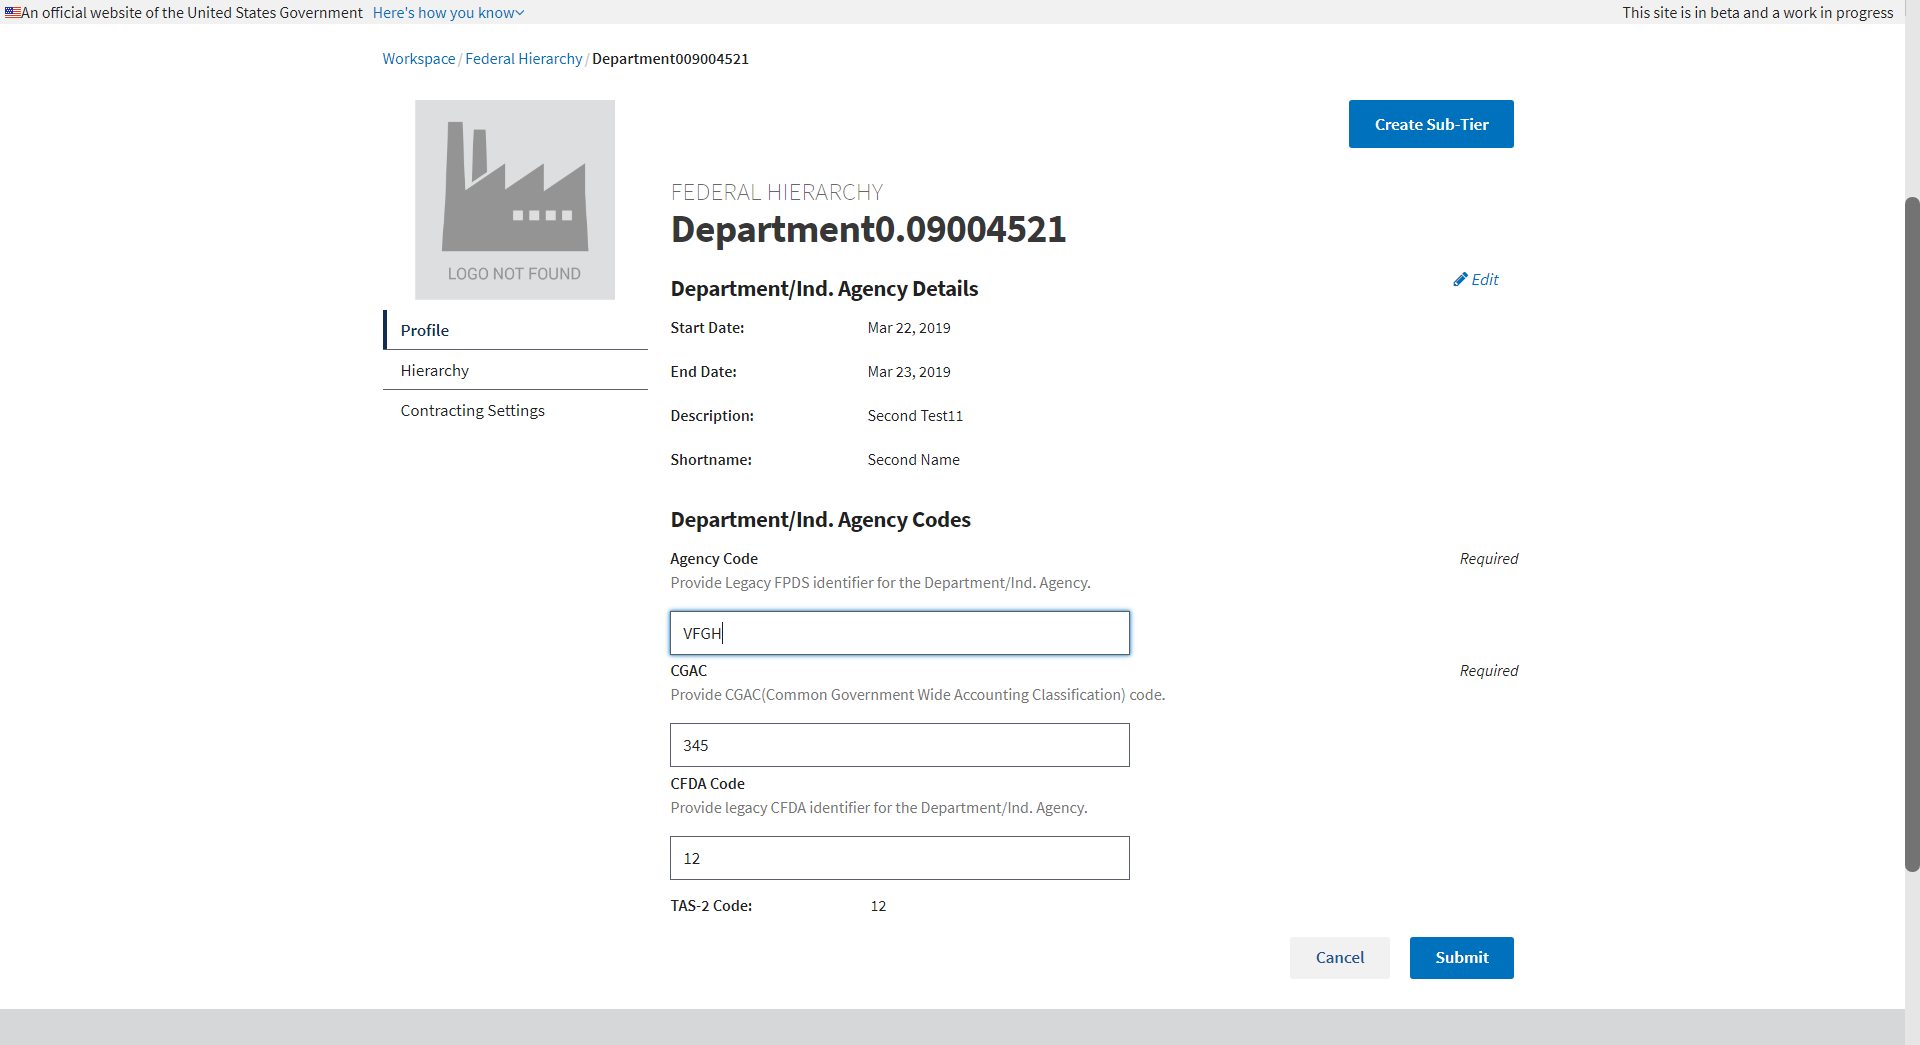 An official website of the United States Government Here's how you know
This site is in beta and a work in progress
Workspace / Federal Hierarchy / Department009004521
LOGO NOT FOUND
Create Sub-Tier
FEDERAL HIERARCHY
Department0.09004521
Profile
Hierarchy
Contracting Settings
Department/Ind. Agency Details
Edit
Start Date: Mar 22, 2019
End Date: Mar 23, 2019
Description: Second Test11
Shortname: Second Name
Department/Ind. Agency Codes
Agency Code Required
Provide Legacy FPDS identifier for the Department/Ind. Agency.
VFGH
CGAC Required
Provide CGAC(Common Government Wide Accounting Classification) code.
345
CFDA Code
Provide legacy CFDA identifier for the Department/Ind. Agency.
12
TAS-2 Code: 12
Cancel Submit